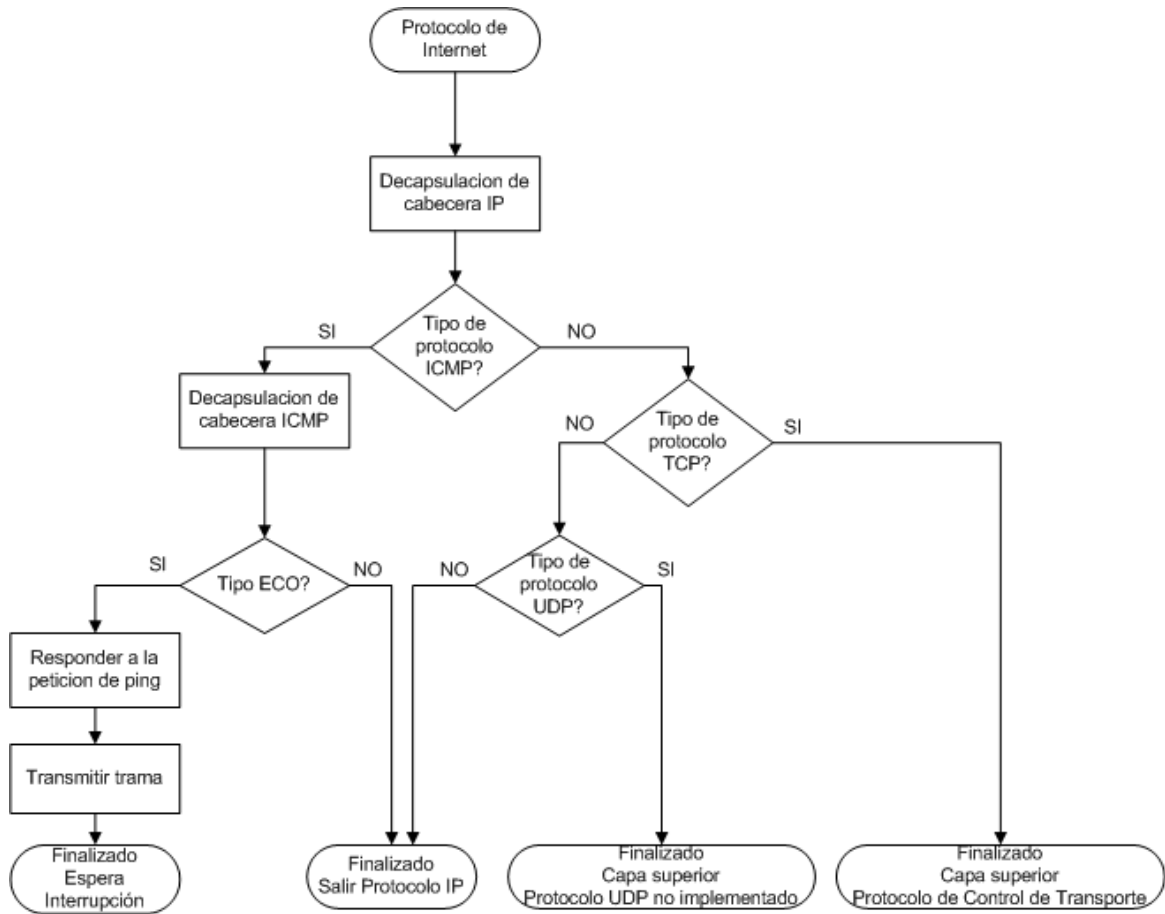 Protocolo de
Internet
Decapsulacion de
cabecera IP
Tipo de
protocolo
ICMP?
SI
NO
Decapsulacion de
cabecera ICMP
Tipo de
protocolo
TCP?
NO
SI
Tipo ECO?
SI
NO
Tipo de
protocolo
UDP?
NO
SI
Responder a la
peticion de ping
Transmitir trama
Finalizado
Espera
Interrupción
Finalizado
Salir Protocolo IP
Finalizado
Capa superior
Protocolo UDP no implementado
Finalizado
Capa superior
Protocolo de Control de Transporte